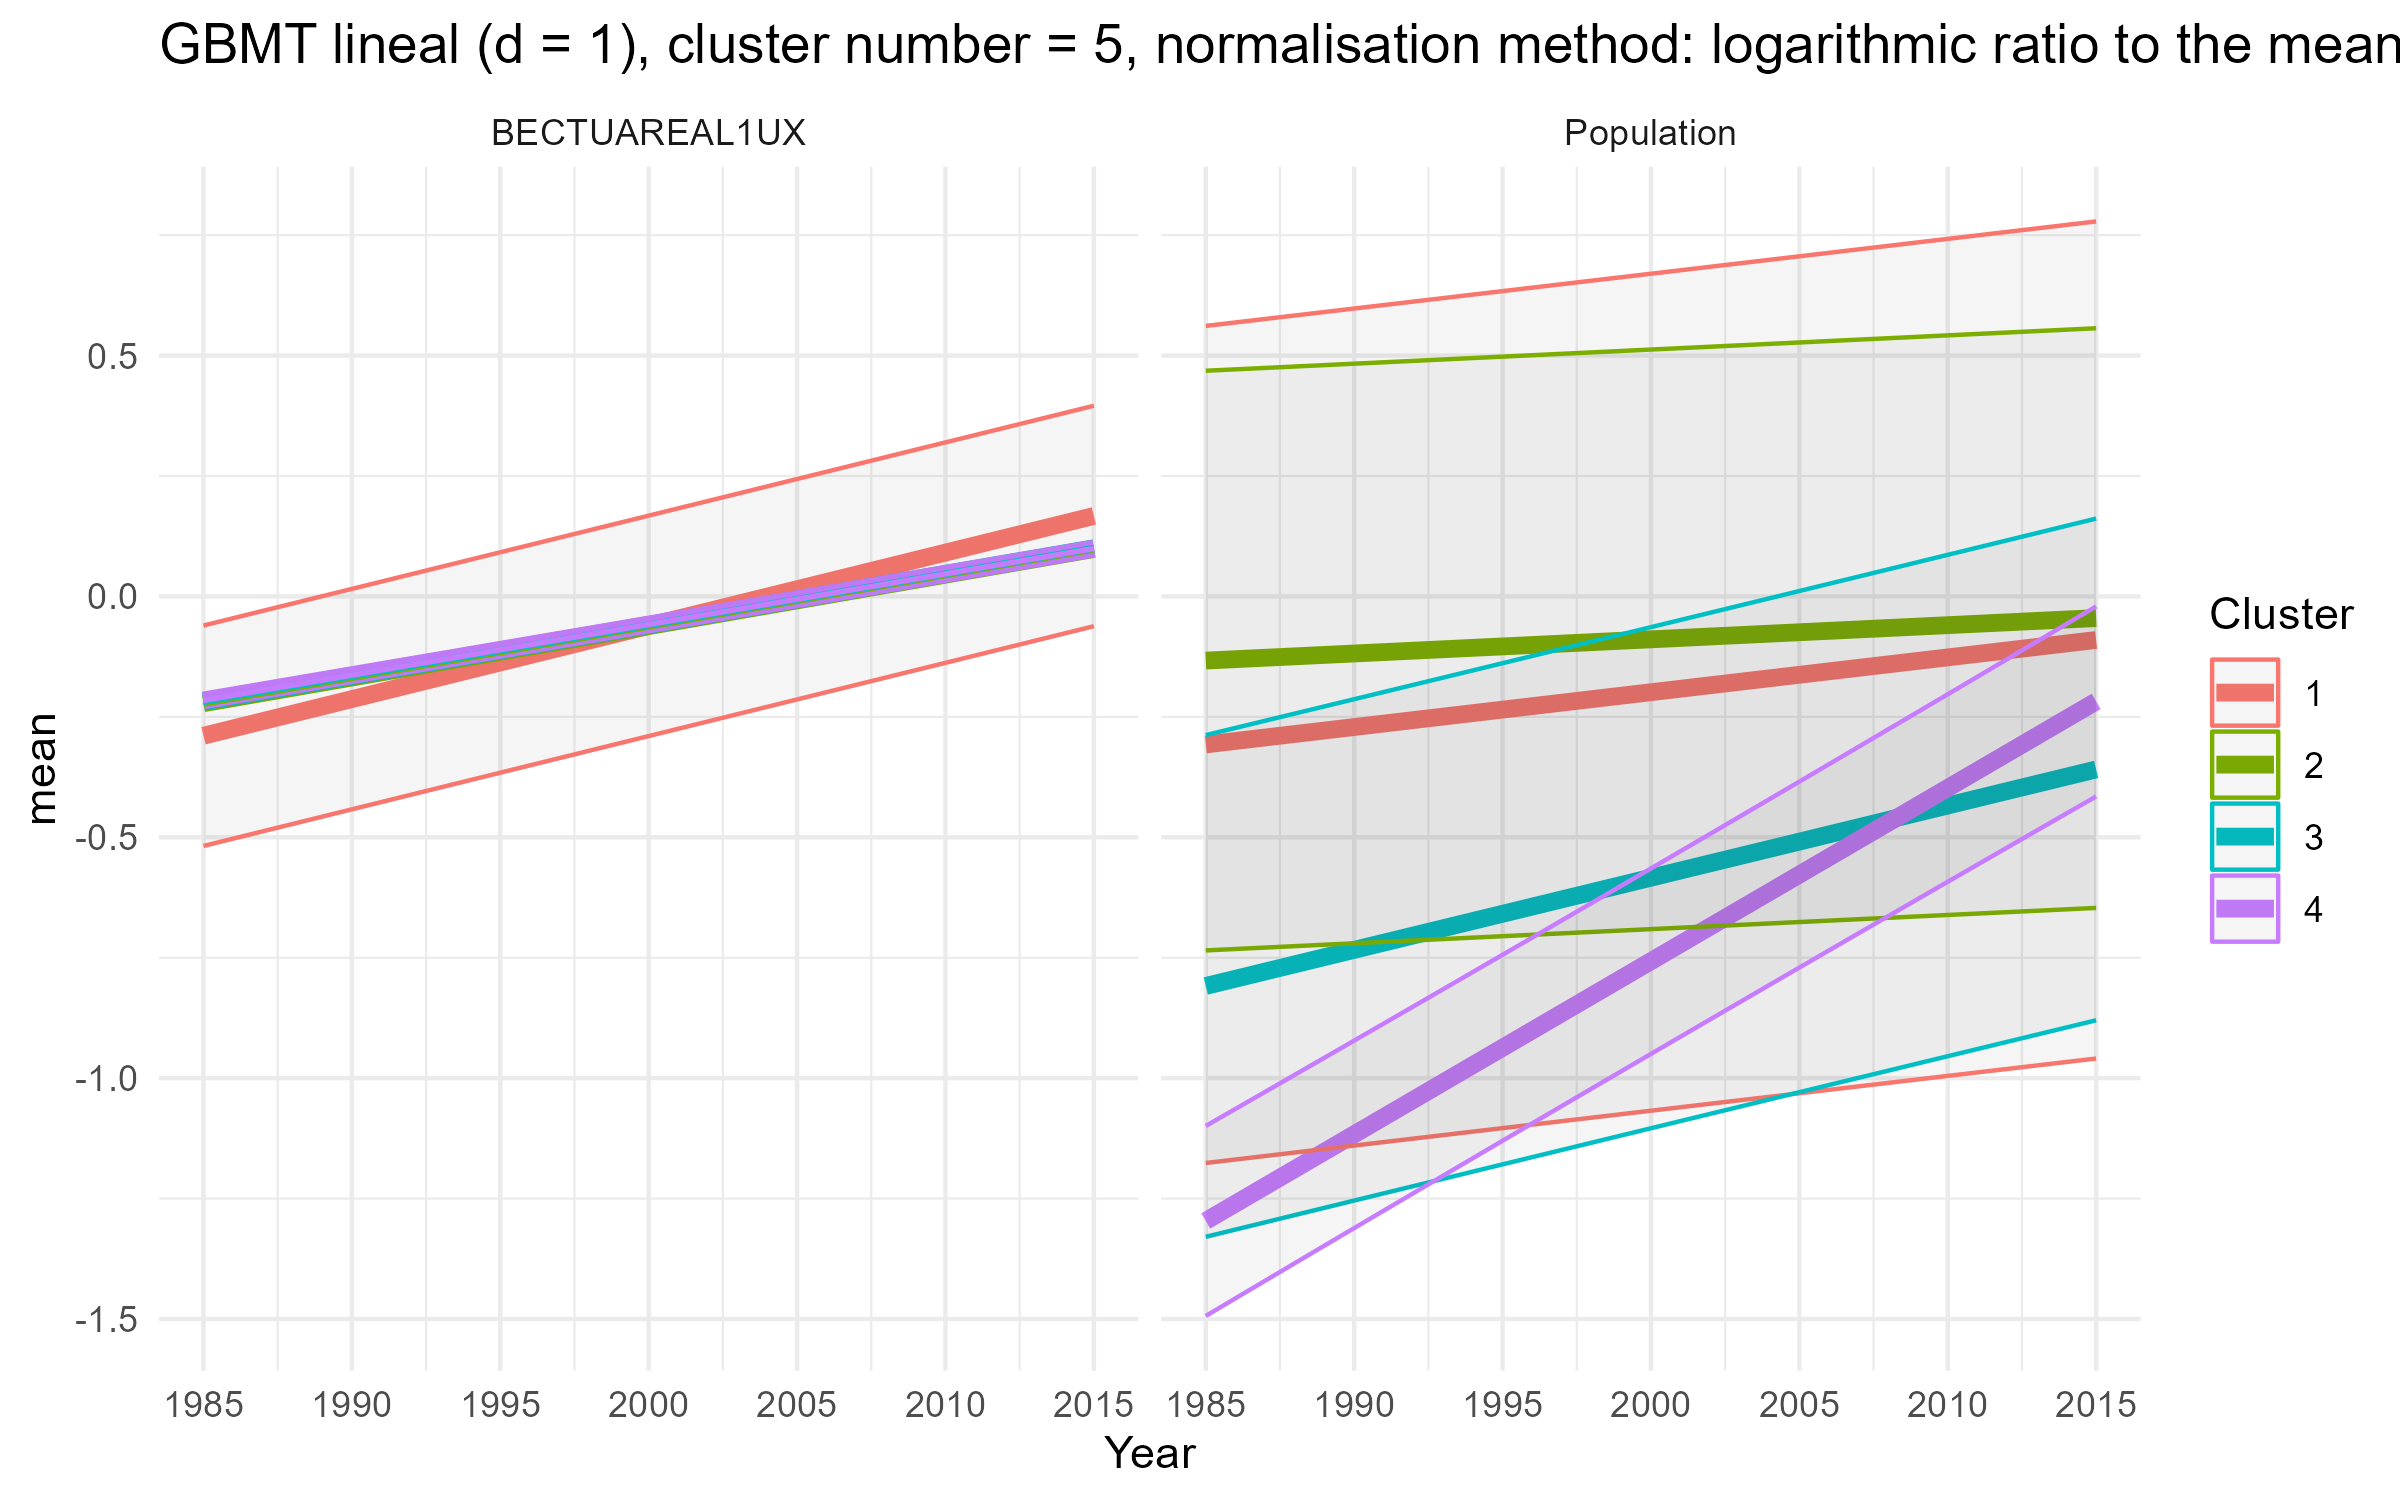 GBMT lineal (d = 1), cluster number = 5, normalisation method: logarithmic ratio to the mean
BECTUAREAL1UX
Population
0.5
0.0
-0.5
-1.0
-1.5
mean
1985 1990 1995 2000 2005 2010 2015
1985 1990 1995 2000 2005 2010 2015
Year
Cluster
1
2
3
4